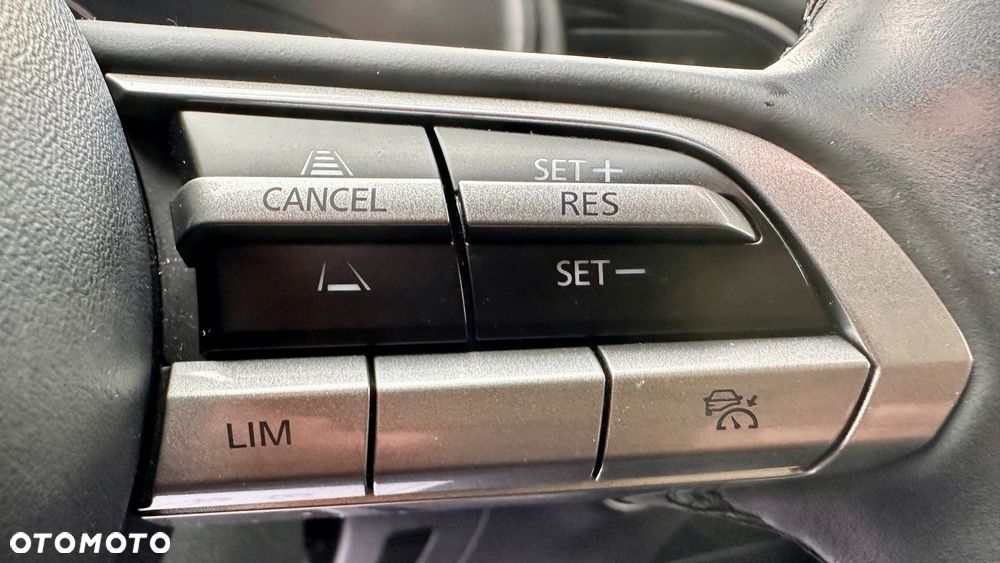 SET+
CANCEL RES
SET−
LIM
OTOMOTO